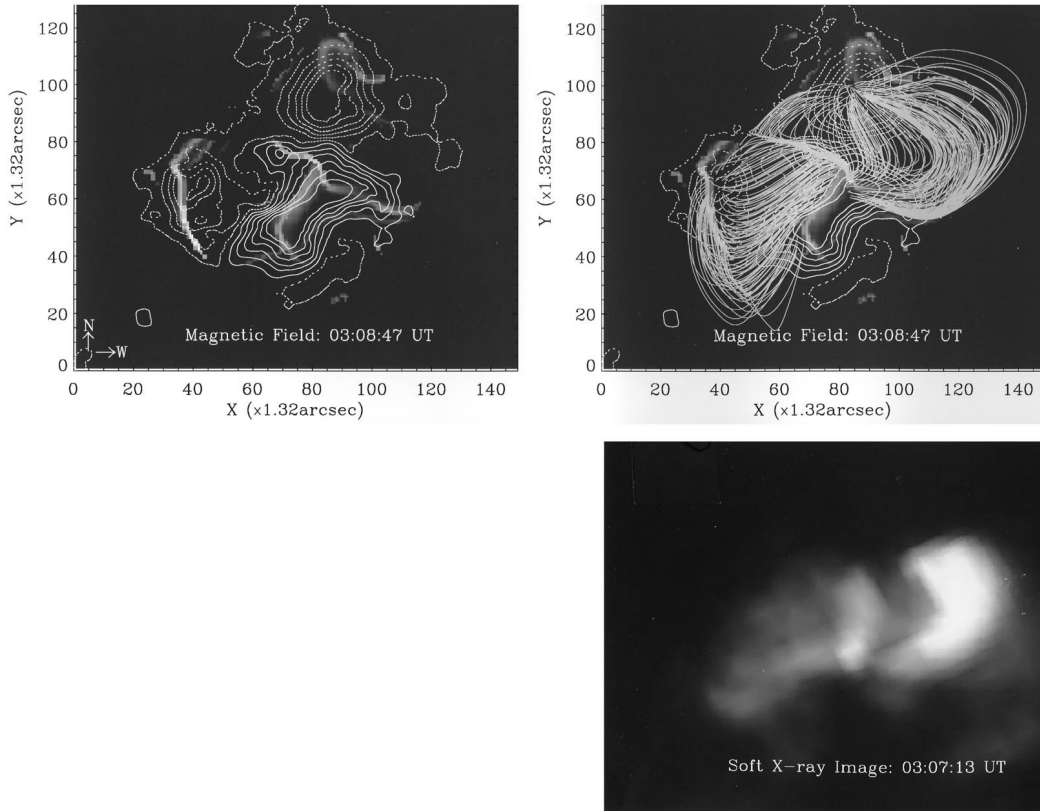 120
100
80
60
40
20
0
Y (×1.32arcsec)
N
W
Magnetic Field: 03:08:47 UT
0 20 40 60 80 100 120 140
X (×1.32arcsec)
120
100
80
60
40
20
0
Y (×1.32arcsec)
Magnetic Field: 03:08:47 UT
0 20 40 60 80 100 120 140
X (×1.32arcsec)
Soft X-ray Image: 03:07:13 UT